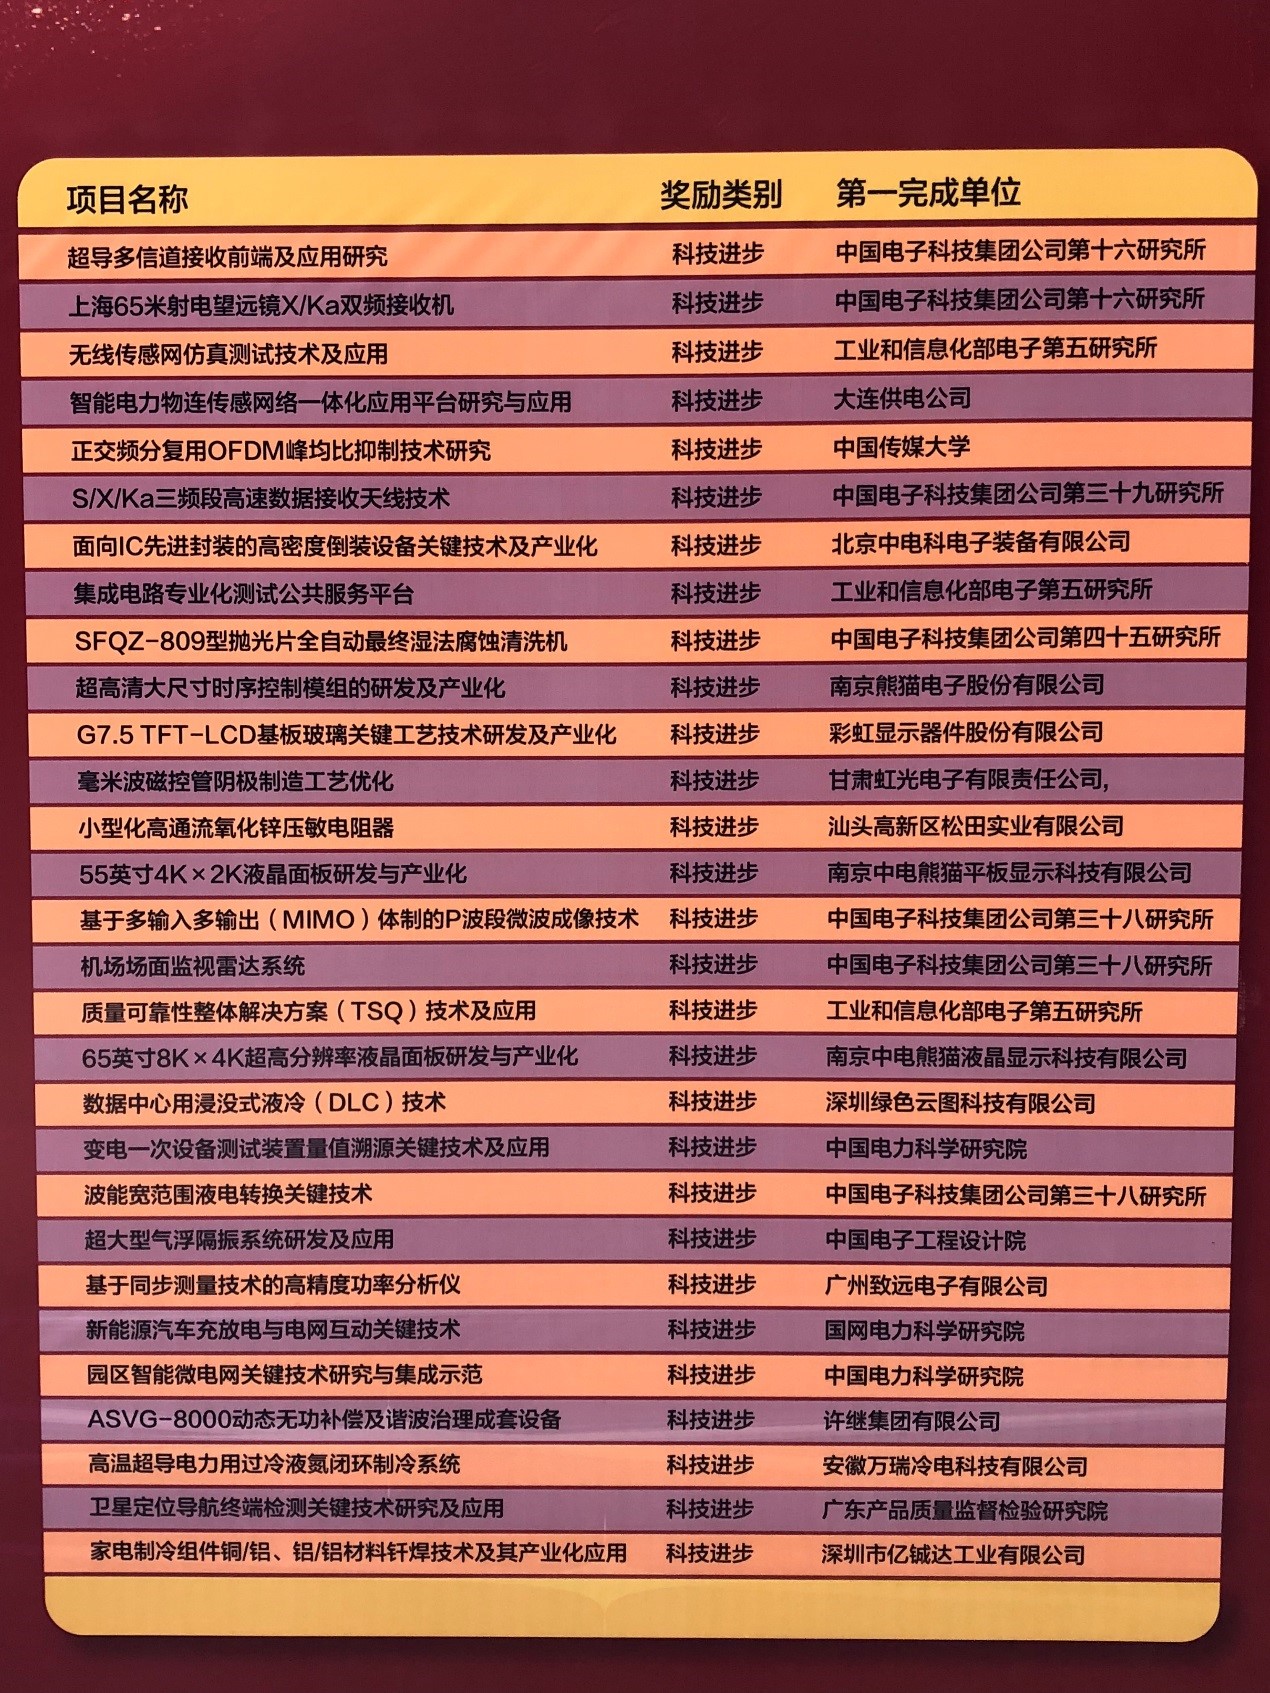 项目名称 奖励类别 第一完成单位
超导多信道接收前端及应用研究 科技进步 中国电子科技集团公司第十六研究所
上海65米射电望远镜X/Ka双频接收机 科技进步 中国电子科技集团公司第十六研究所
无线传感网仿真测试技术及应用 科技进步 工业和信息化部电子第五研究所
智能电力物连传感网络一体化应用平台研究与应用 科技进步 大连供电公司
正交频分复用OFDM峰均比抑制技术研究 科技进步 中国传媒大学
S/X/Ka三频段高速数据接收天线技术 科技进步 中国电子科技集团公司第三十九研究所
面向IC先进封装的高密度倒装设备关键技术及产业化 科技进步 北京中电科电子装备有限公司
集成电路专业化测试公共服务平台 科技进步 工业和信息化部电子第五研究所
SFQZ-809型抛光片全自动最终湿法腐蚀清洗机 科技进步 中国电子科技集团公司第四十五研究所
超高清大尺寸时序控制模组的研发及产业化 科技进步 南京熊猫电子股份有限公司
G7.5 TFT-LCD基板玻璃关键工艺技术研发及产业化 科技进步 彩虹显示器件股份有限公司
毫米波磁控管阴极制造工艺优化 科技进步 甘肃虹光电子有限责任公司,
小型化高通流氧化锌压敏电阻器 科技进步 汕头高新区松田实业有限公司
55英寸4K×2K液晶面板研发与产业化 科技进步 南京中电熊猫平板显示科技有限公司
基于多输入多输出（MIMO）体制的P波段微波成像技术 科技进步 中国电子科技集团公司第三十八研究所
机场场面监视雷达系统 科技进步 中国电子科技集团公司第三十八研究所
质量可靠性整体解决方案（TSQ）技术及应用 科技进步 工业和信息化部电子第五研究所
65英寸8K×4K超高分辨率液晶面板研发与产业化 科技进步 南京中电熊猫液晶显示科技有限公司
数据中心用浸没式液冷（DLC）技术 科技进步 深圳绿色云图科技有限公司
变电一次设备测试装置量值溯源关键技术及应用 科技进步 中国电力科学研究院
波能宽范围液电转换关键技术 科技进步 中国电子科技集团公司第三十八研究所
超大型气浮隔振系统研发及应用 科技进步 中国电子工程设计院
基于同步测量技术的高精度功率分析仪 科技进步 广州致远电子有限公司
新能源汽车充放电与电网互动关键技术 科技进步 国网电力科学研究院
园区智能微电网关键技术研究与集成示范 科技进步 中国电力科学研究院
ASVG-8000动态无功补偿及谐波治理成套设备 科技进步 许继集团有限公司
高温超导电力用过冷液氮闭环制冷系统 科技进步 安徽万瑞冷电科技有限公司
卫星定位导航终端检测关键技术研究及应用 科技进步 广东产品质量监督检验研究院
家电制冷组件铜/铝、铝/铝材料钎焊技术及其产业化应用 科技进步 深圳市亿铖达工业有限公司